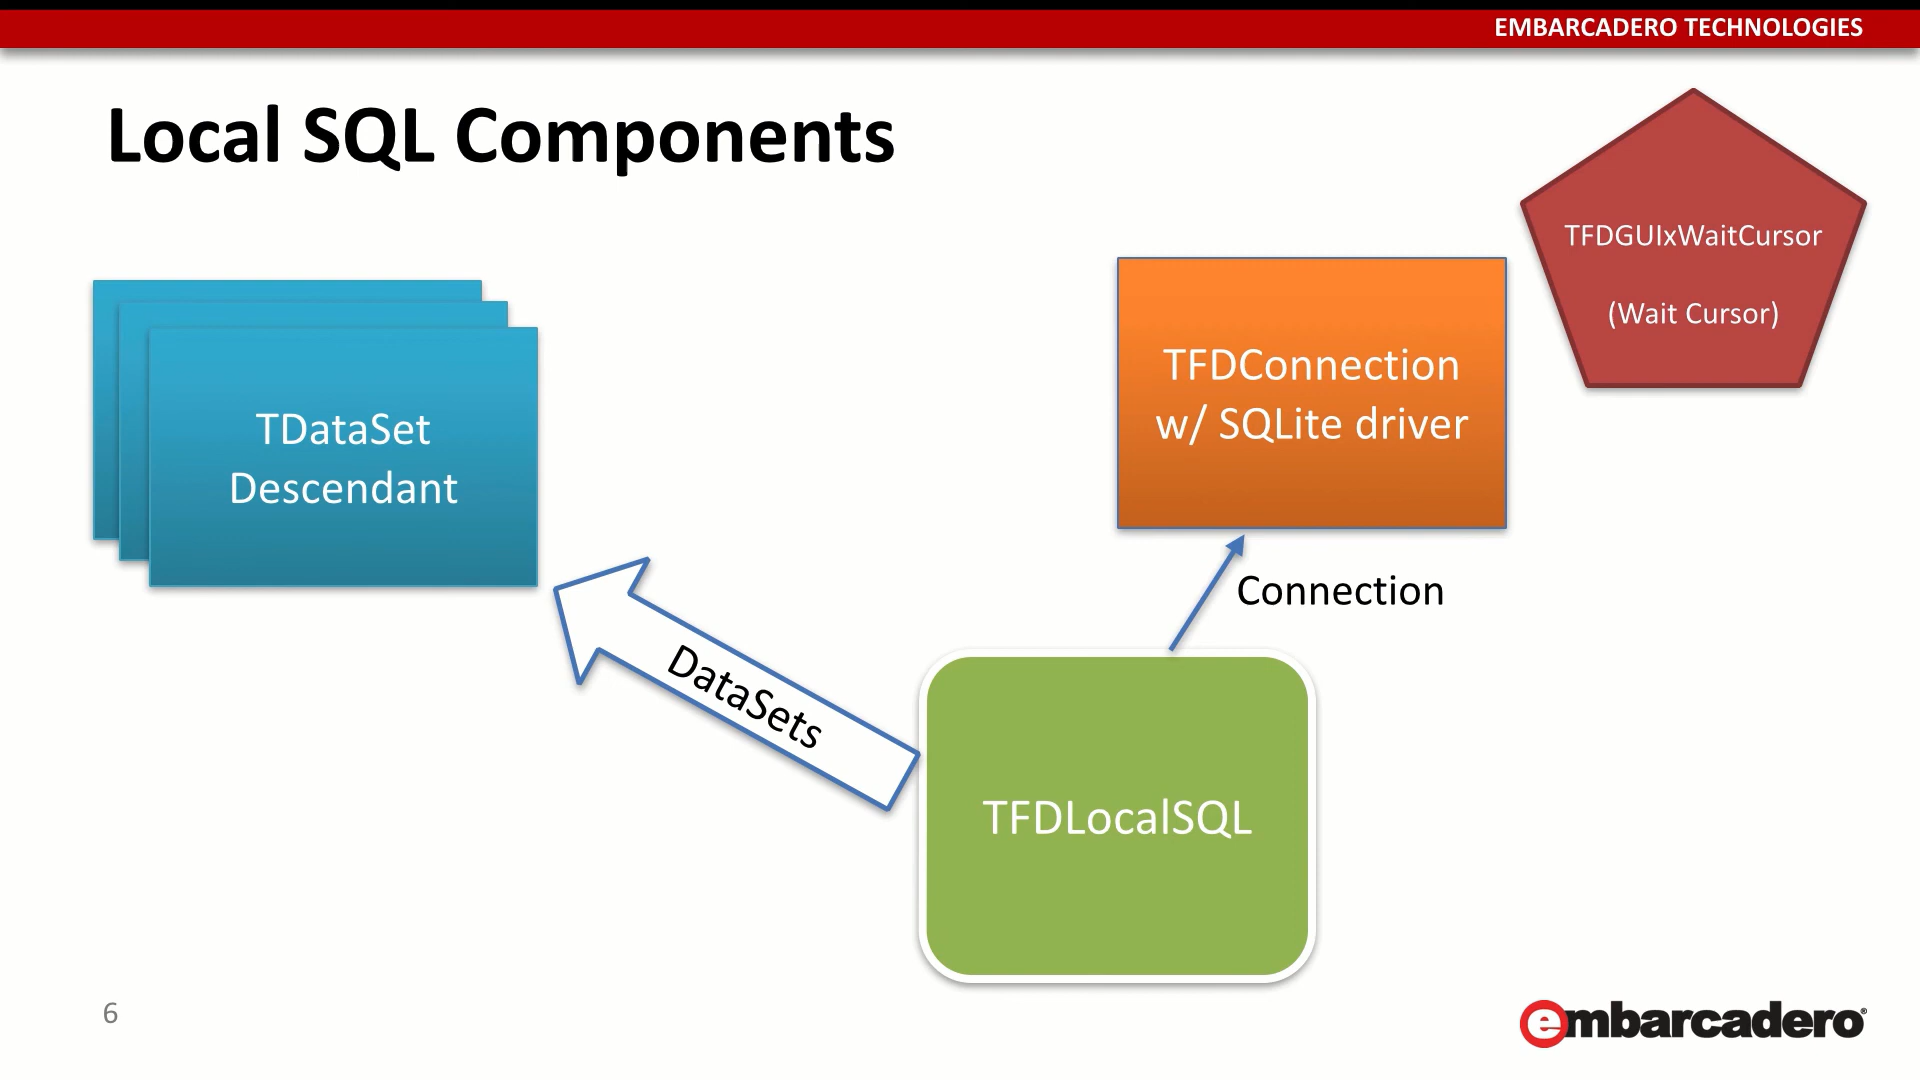 EMBARCADERO TECHNOLOGIES
Local SQL Components
TFDGUIxWaitCursor
(Wait Cursor)
TFDConnection
w/ SQLite driver
TDataSet
Descendant
Connection
DataSets
TFDLocalSQL
6
embarcadero®